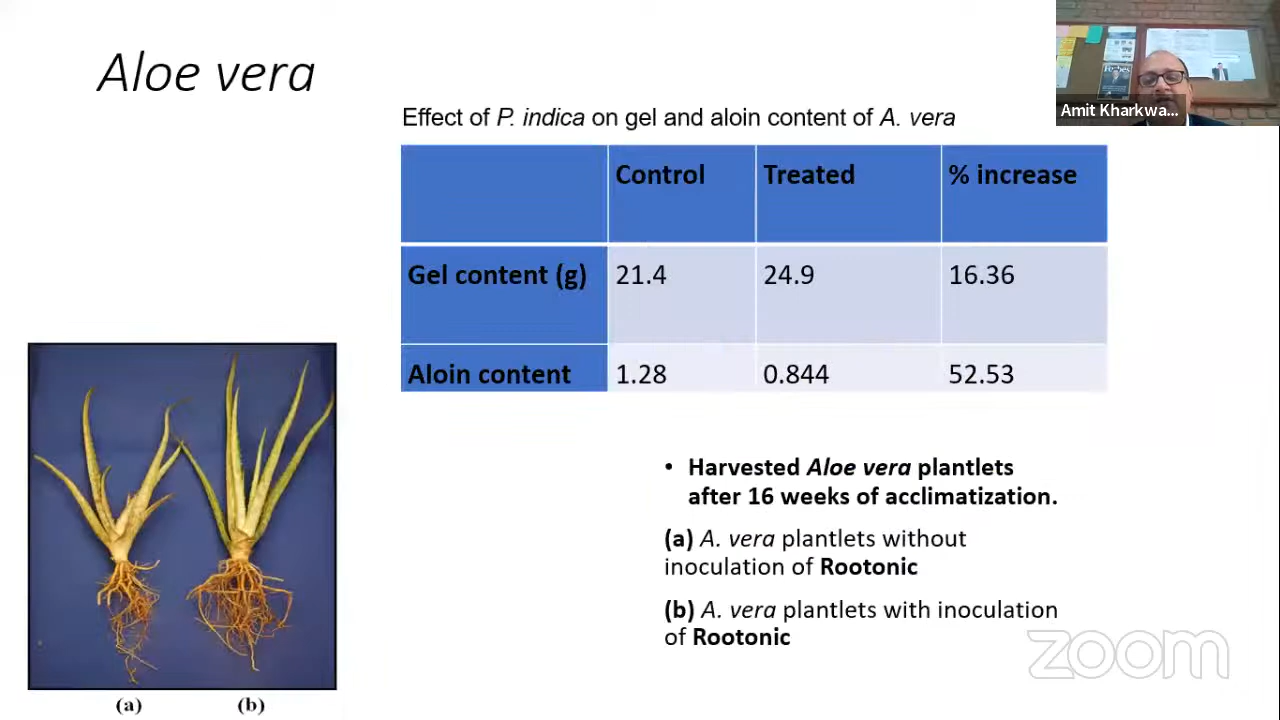 Aloe vera
Forbes
Amit Kharkwa...
Effect of P. indica on gel and aloin content of A. vera
Control Treated % increase
Gel content (g) 21.4 24.9 16.36
Aloin content 1.28 0.844 52.53
• Harvested Aloe vera plantlets
after 16 weeks of acclimatization.
(a) A. vera plantlets without
inoculation of Rootonic
(b) A. vera plantlets with inoculation
of Rootonic
zoom
(a) (b)